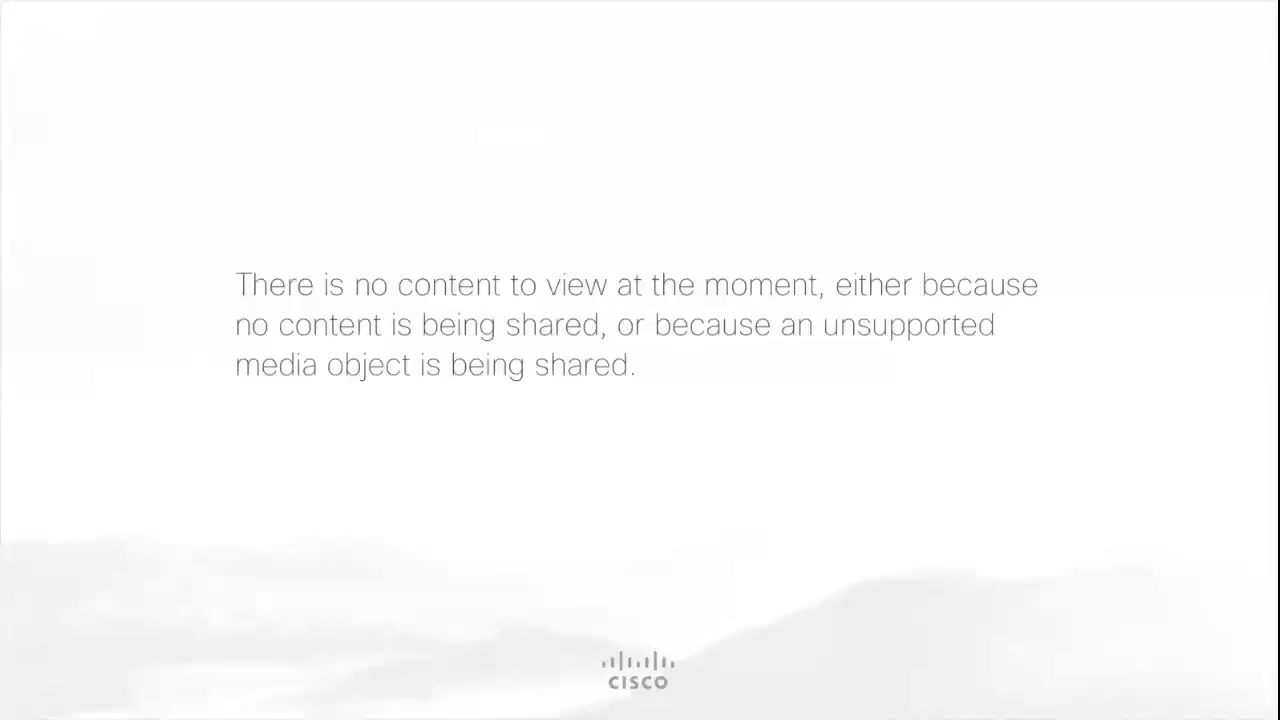 There is no content to view at the moment, either because
no content is being shared, or because an unsupported
media object is being shared.
CISCO